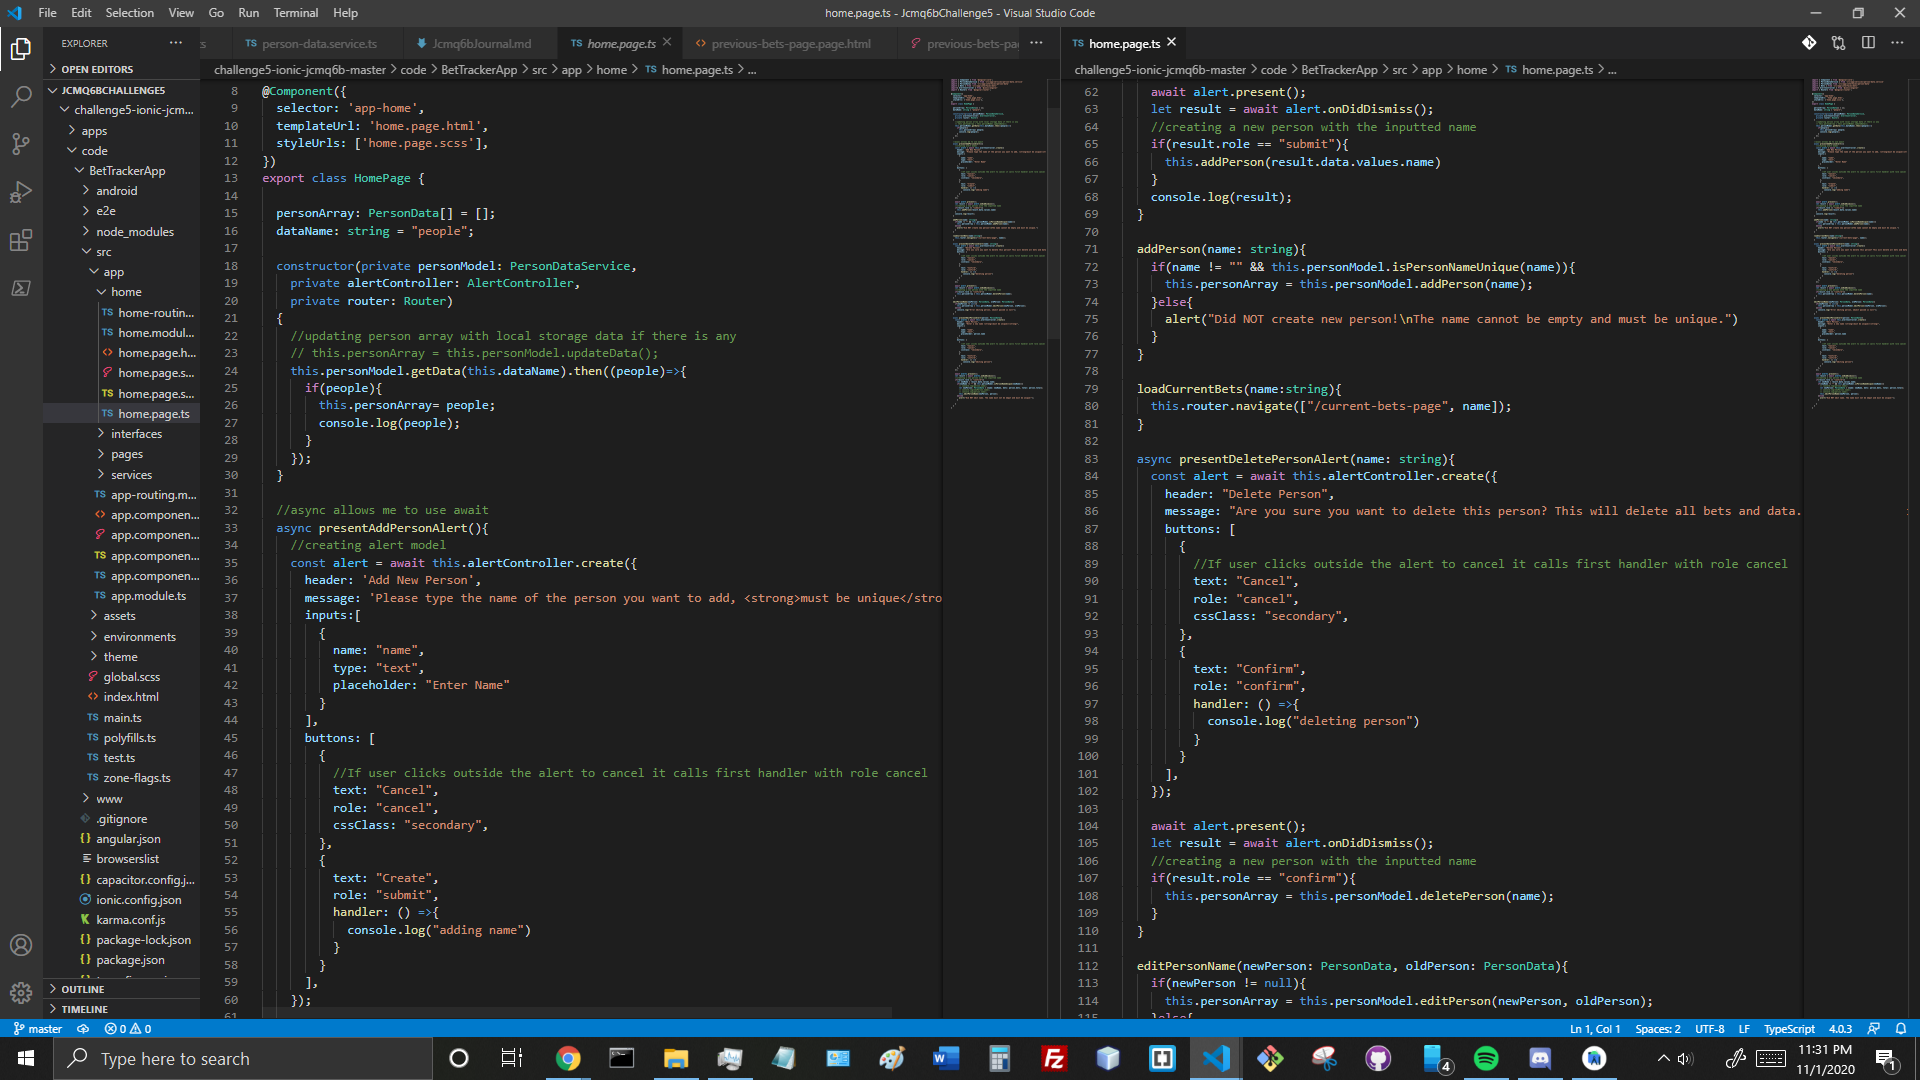 File Edit Selection View Go Run Terminal Help
home.page.ts - Jcmq6bChallenge5 - Visual Studio Code
EXPLORER
OPEN EDITORS
JCMQ6BCHALLENGE5
challenge5-ionic-jcm...
apps
code
BetTrackerApp
android
e2e
node_modules
src
app
home
TS home-routin...
TS home.modul...
<> home.page.h...
home.page.s...
TS home.page.s...
TS home.page.ts
interfaces
pages
services
TS app-routing.m...
<> app.componen...
app.componen...
TS app.componen...
TS app.componen...
TS app.module.ts
assets
environments
theme
global.scss
<> index.html
TS main.ts
TS polyfills.ts
TS test.ts
TS zone-flags.ts
www
.gitignore
{} angular.json
browserslist
{} capacitor.config.j...
ionic.config.json
karma.conf.js
{} package-lock.json
{} package.json
OUTLINE
TIMELINE
ts TS person-data.service.ts Jcmq6bJournal.md TS home.page.ts <> previous-bets-page.page.html previous-bets-pa
challenge5-ionic-jcmq6b-master > code > BetTrackerApp > src > app > home > TS home.page.ts > ...
8 @Component({
9 selector: 'app-home',
10 templateUrl: 'home.page.html',
11 styleUrls: ['home.page.scss'],
12 })
13 export class HomePage {
14
15 personArray: PersonData[] = [];
16 dataName: string = "people";
17
18 constructor(private personModel: PersonDataService,
19 private alertController: AlertController,
20 private router: Router)
21 {
22 //updating person array with local storage data if there is any
23 // this.personArray = this.personModel.updateData();
24 this.personModel.getData(this.dataName).then((people)=>{
25 if(people){
26 this.personArray= people;
27 console.log(people);
28 }
29 });
30 }
31
32 //async allows me to use await
33 async presentAddPersonAlert(){
34 //creating alert model
35 const alert = await this.alertController.create({
36 header: 'Add New Person',
37 message: 'Please type the name of the person you want to add, <strong>must be unique</stro
38 inputs:[
39 {
40 name: "name",
41 type: "text",
42 placeholder: "Enter Name"
43 }
44 ],
45 buttons: [
46 {
47 //If user clicks outside the alert to cancel it calls first handler with role cancel
48 text: "Cancel",
49 role: "cancel",
50 cssClass: "secondary",
51 },
52 {
53 text: "Create",
54 role: "submit",
55 handler: () =>{
56 console.log("adding name")
57 }
58 }
59 ],
60 });
61
TS home.page.ts
challenge5-ionic-jcmq6b-master > code > BetTrackerApp > src > app > home > TS home.page.ts > ...
62 await alert.present();
63 let result = await alert.onDidDismiss();
64 //creating a new person with the inputted name
65 if(result.role == "submit"){
66 this.addPerson(result.data.values.name)
67 }
68 console.log(result);
69 }
70
71 addPerson(name: string){
72 if(name != "" && this.personModel.isPersonNameUnique(name)){
73 this.personArray = this.personModel.addPerson(name);
74 }else{
75 alert("Did NOT create new person!\nThe name cannot be empty and must be unique.")
76 }
77 }
78
79 loadCurrentBets(name:string){
80 this.router.navigate(["/current-bets-page", name]);
81 }
82
83 async presentDeletePersonAlert(name: string){
84 const alert = await this.alertController.create({
85 header: "Delete Person",
86 message: "Are you sure you want to delete this person? This will delete all bets and data.
87 buttons: [
88 {
89 //If user clicks outside the alert to cancel it calls first handler with role cancel
90 text: "Cancel",
91 role: "cancel",
92 cssClass: "secondary",
93 },
94 {
95 text: "Confirm",
96 role: "confirm",
97 handler: () =>{
98 console.log("deleting person")
99 }
100 }
101 ],
102 });
103
104 await alert.present();
105 let result = await alert.onDidDismiss();
106 //creating a new person with the inputted name
107 if(result.role == "confirm"){
108 this.personArray = this.personModel.deletePerson(name);
109 }
110 }
111
112 editPersonName(newPerson: PersonData, oldPerson: PersonData){
113 if(newPerson != null){
114 this.personArray = this.personModel.editPerson(newPerson, oldPerson);
115 }else{
master 0 0 Ln 1, Col 1 Spaces: 2 UTF-8 LF TypeScript 4.0.3
Type here to search
4
11:31 PM
11/1/2020
1